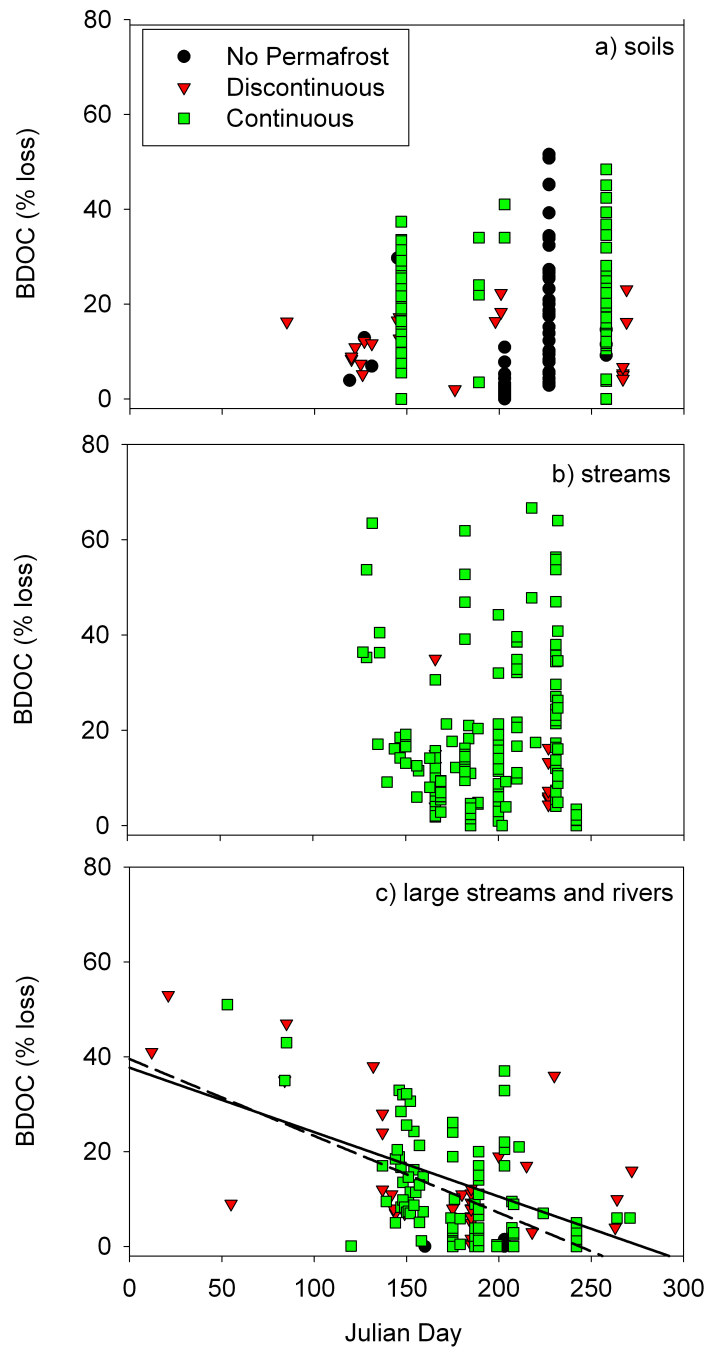 80
a) soils
No Permafrost
Discontinuous
Continuous
60
40
20
0
BDOC (% loss)
80
b) streams
60
40
20
0
BDOC (% loss)
80
c) large streams and rivers
60
40
20
0
BDOC (% loss)
0 50 100 150 200 250 300
Julian Day